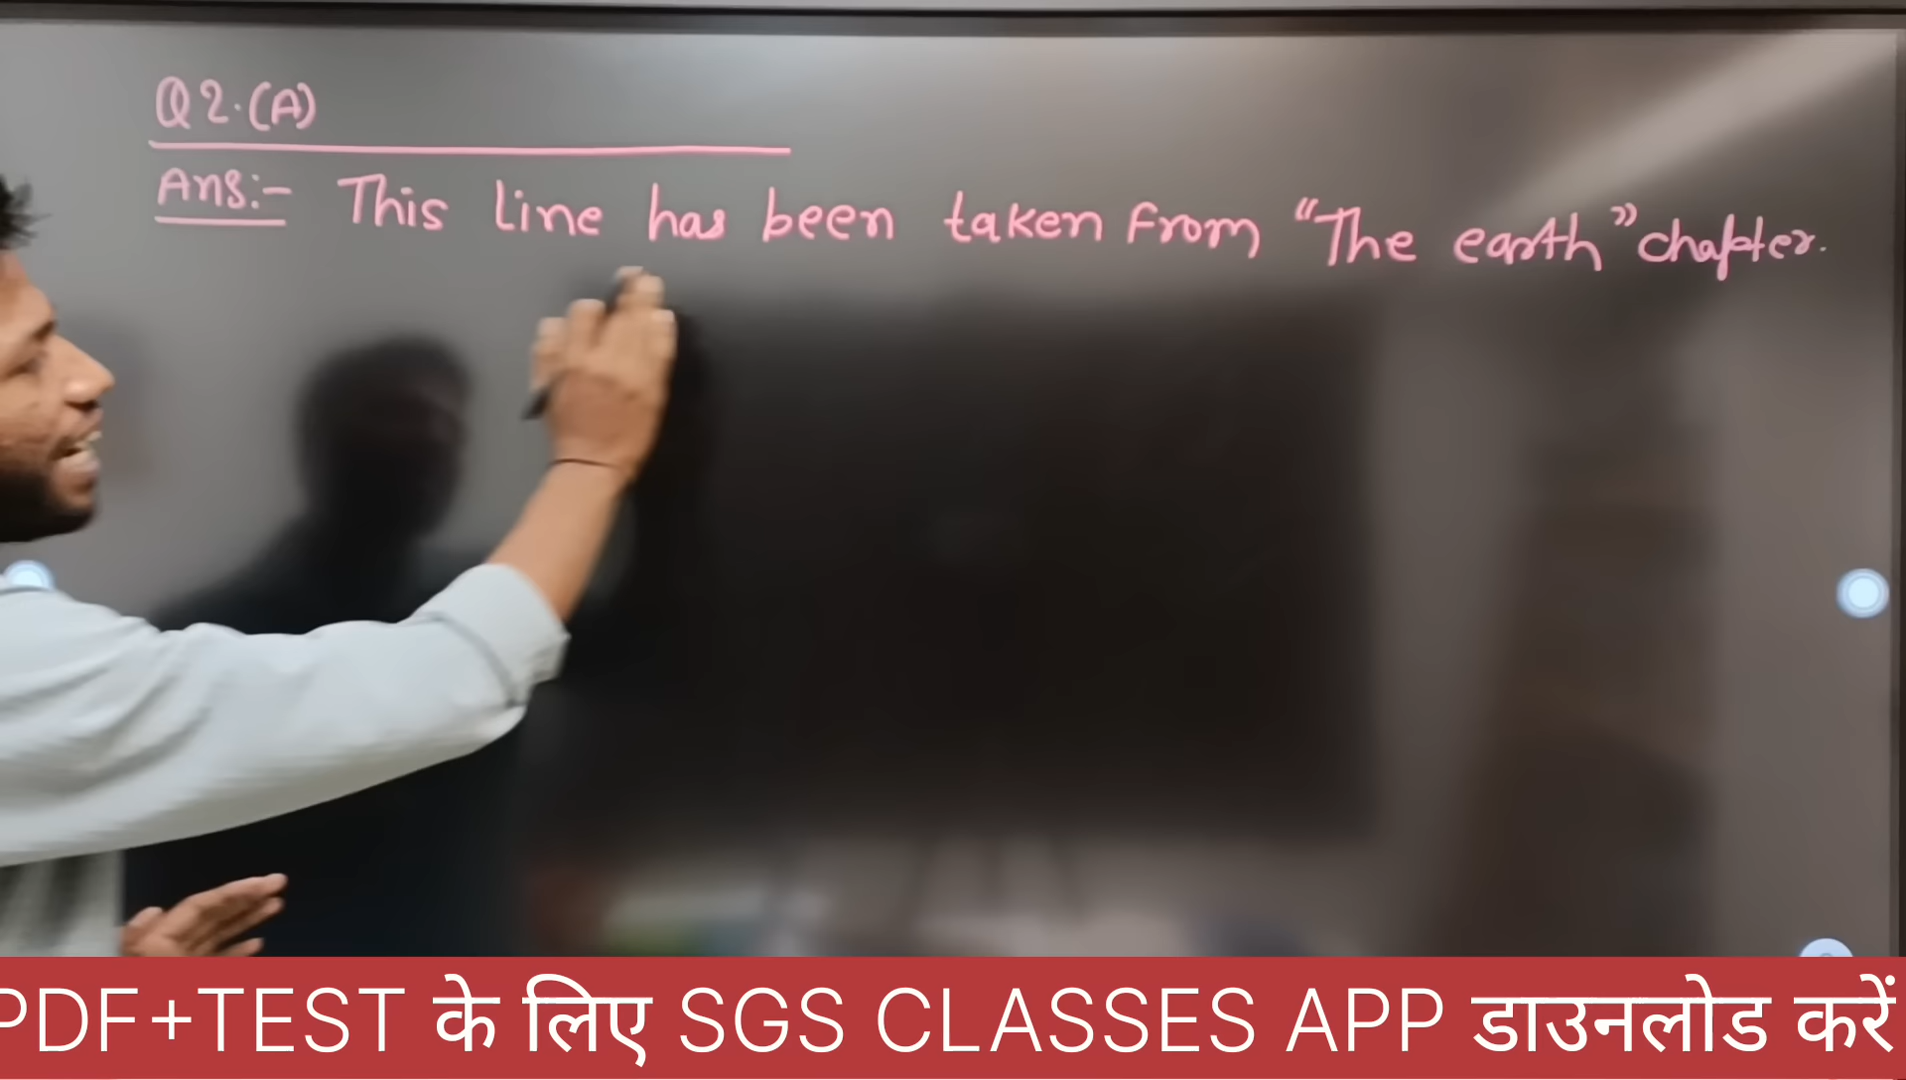 Q2.(A)
Ans:- This line has been taken from "The earth" chapter.
PDF+TEST के लिए SGS CLASSES APP डाउनलोड करें